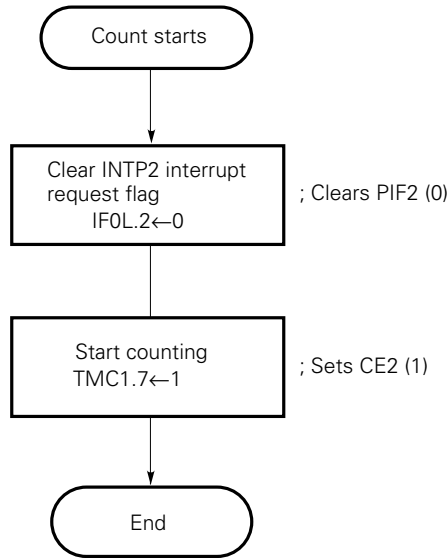 Count starts
Clear INTP2 interrupt
request flag
IF0L.2←0
; Clears PIF2 (0)
Start counting
TMC1.7←1
; Sets CE2 (1)
End